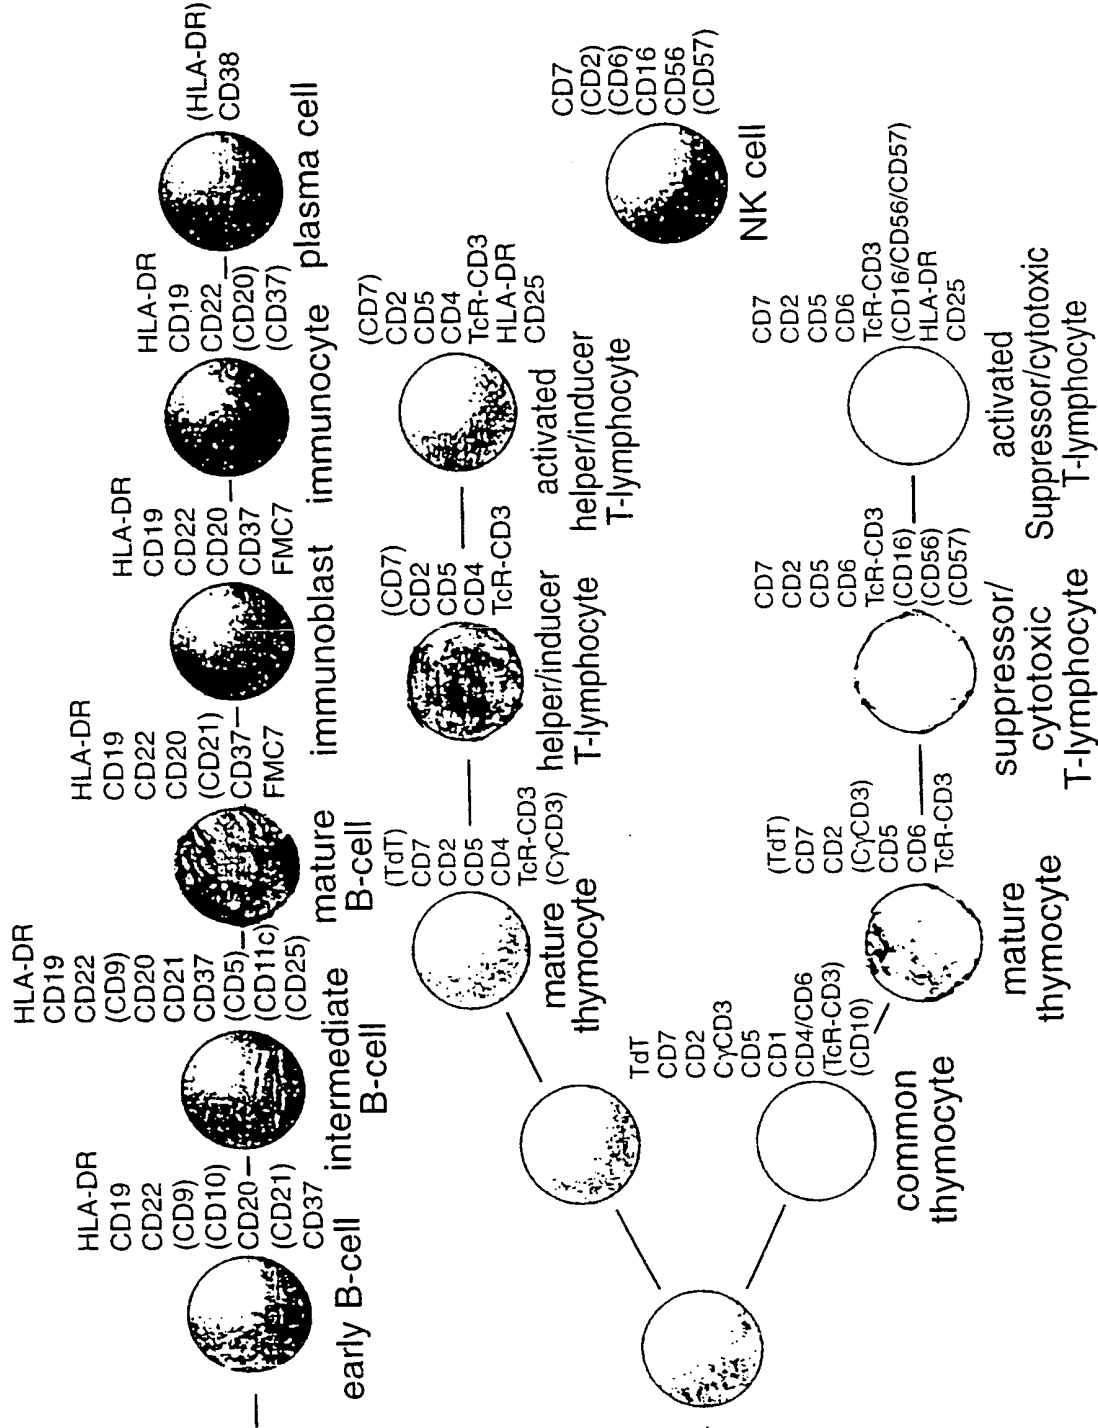 HLA-DR
CD19
CD22
(CD9)
(CD10)
CD20
(CD21)
CD37
early B-cell
HLA-DR
CD19
CD22
(CD9)
CD20
CD21
CD37
(CD5)
(CD11c)
(CD25)
intermediate
B-cell
HLA-DR
CD19
CD22
CD20
(CD21)
CD37
FMC7
mature
B-cell
HLA-DR
CD19
CD22
CD20
CD37
FMC7
immunoblast
HLA-DR
CD19
CD22
(CD20)
(CD37)
immunocyte
(HLA-DR)
CD38
plasma cell
(TdT)
CD7
CD2
CD5
CD4
TcR-CD3
(CγCD3)
mature
thymocyte
(CD7)
CD2
CD5
CD4
TcR-CD3
helper/inducer
T-lymphocyte
(CD7)
CD2
CD5
CD4
TcR-CD3
HLA-DR
CD25
activated
helper/inducer
T-lymphocyte
CD7
(CD2)
(CD6)
CD16
CD56
(CD57)
NK cell
TdT
CD7
CD2
CγCD3
CD5
CD1
CD4/CD6
(TcR-CD3)
(CD10)
common
thymocyte
(TdT)
CD7
CD2
(CγCD3)
CD5
CD6
TcR-CD3
mature
thymocyte
CD7
CD2
CD5
CD6
TcR-CD3
(CD16)
(CD56)
(CD57)
suppressor/
cytotoxic
T-lymphocyte
CD7
CD2
CD5
CD6
TcR-CD3
(CD16/CD56/CD57)
HLA-DR
CD25
activated
Suppressor/cytotoxic
T-lymphocyte